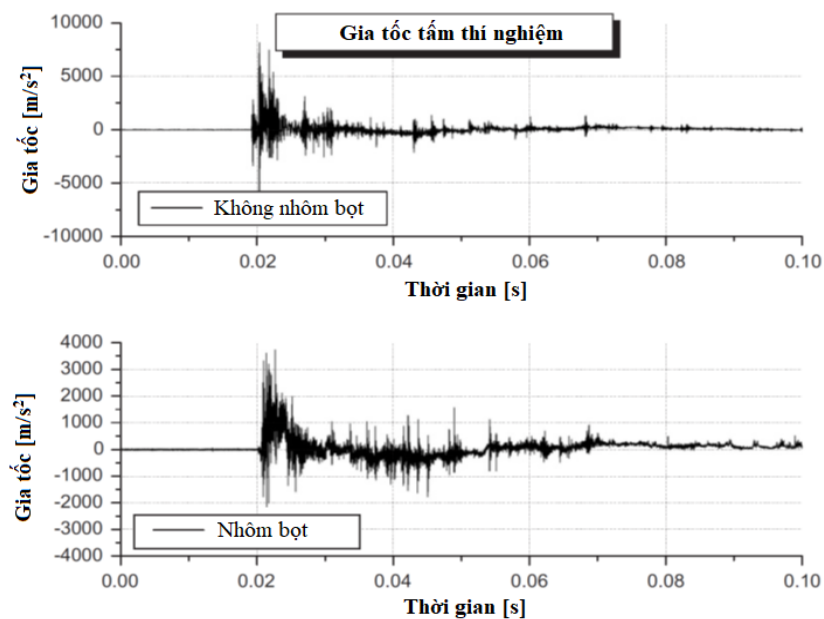 Gia tốc tấm thí nghiệm
10000
5000
0
-5000
-10000
Gia tốc [m/s²]
Không nhôm bọt
0.00 0.02 0.04 0.06 0.08 0.10
Thời gian [s]
4000
3000
2000
1000
0
-1000
-2000
-3000
-4000
Gia tốc [m/s²]
Nhôm bọt
0.00 0.02 0.04 0.06 0.08 0.10
Thời gian [s]